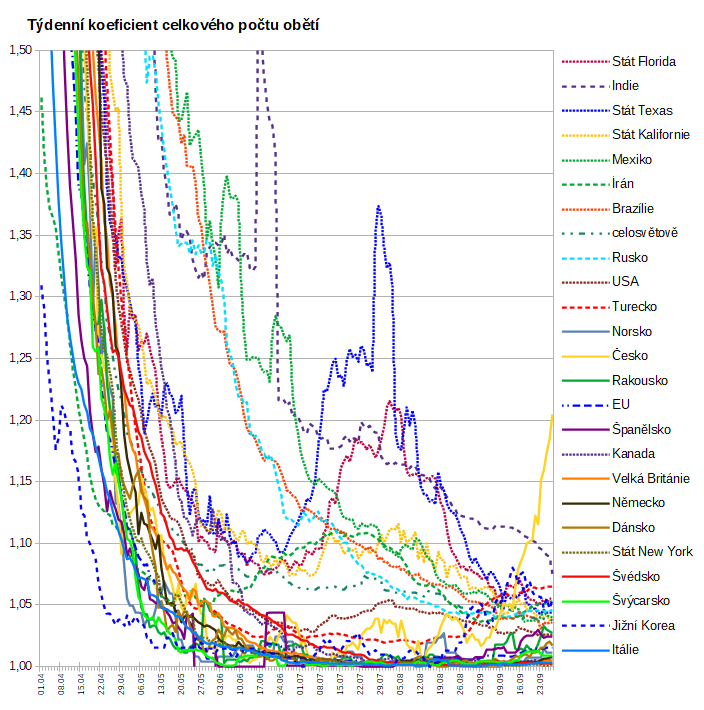 Týdenní koeficient celkového počtu obětí
1,50
1,45
1,40
1,35
1,30
1,25
1,20
1,15
1,10
1,05
1,00
01.04
08.04
15.04
22.04
29.04
06.05
13.05
20.05
27.05
03.06
10.06
17.06
24.06
01.07
08.07
15.07
22.07
29.07
05.08
12.08
19.08
26.08
02.09
09.09
16.09
23.09
Stát Florida
Indie
Stát Texas
Stát Kalifornie
Mexiko
Írán
Brazílie
celosvětově
Rusko
USA
Turecko
Norsko
Česko
Rakousko
EU
Španělsko
Kanada
Velká Británie
Německo
Dánsko
Stát New York
Švédsko
Švýcarsko
Jižní Korea
Itálie